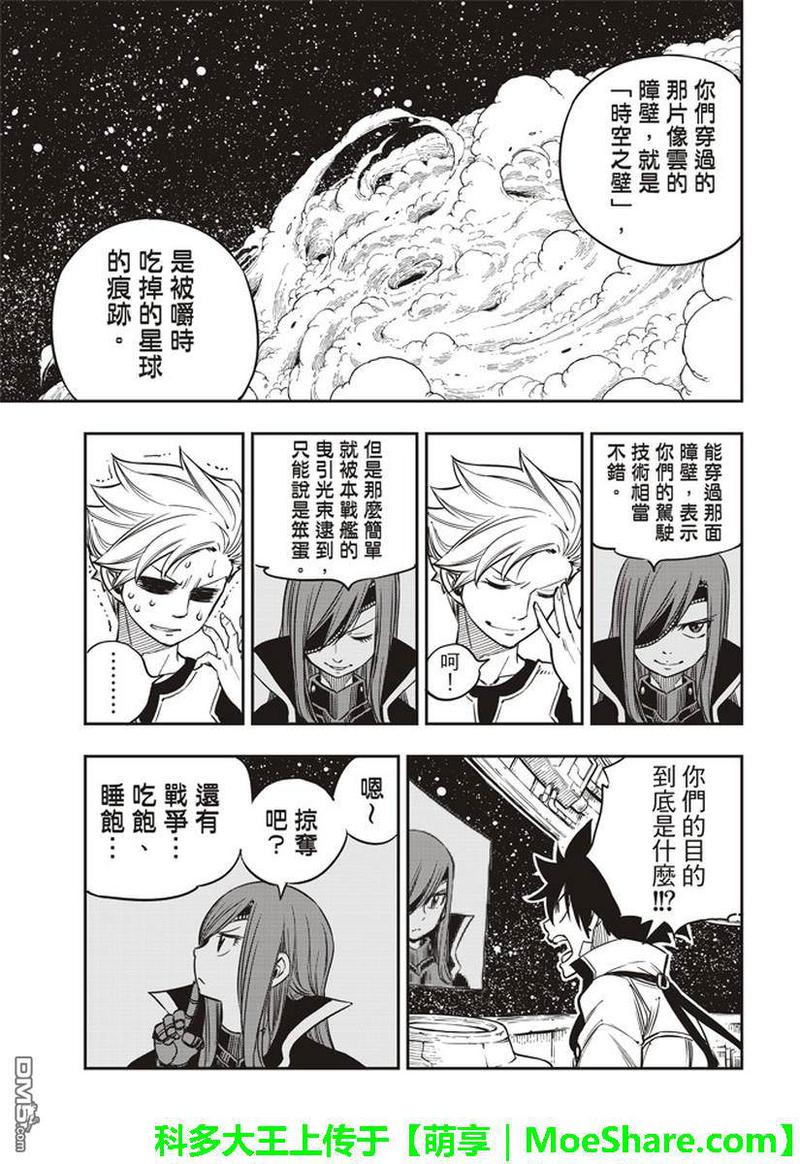 你們穿過的
那片像雲的
障壁，就是
「時空之壁」，
是被嚼時
吃掉的星球
的痕跡。
能穿過那面
障壁，表示
你們的駕駛
技術相當
不錯。
呵！
但是那麼簡單
就被本戰艦的
曳引光束逮到，
只能說是笨蛋。
………
你們的目的
到底是什麼!!?
嗯～
掠奪
吧？
還有
戰爭…
吃飽、
睡飽…
DM5.com
科多大王上传于【萌享｜MoeShare.com】